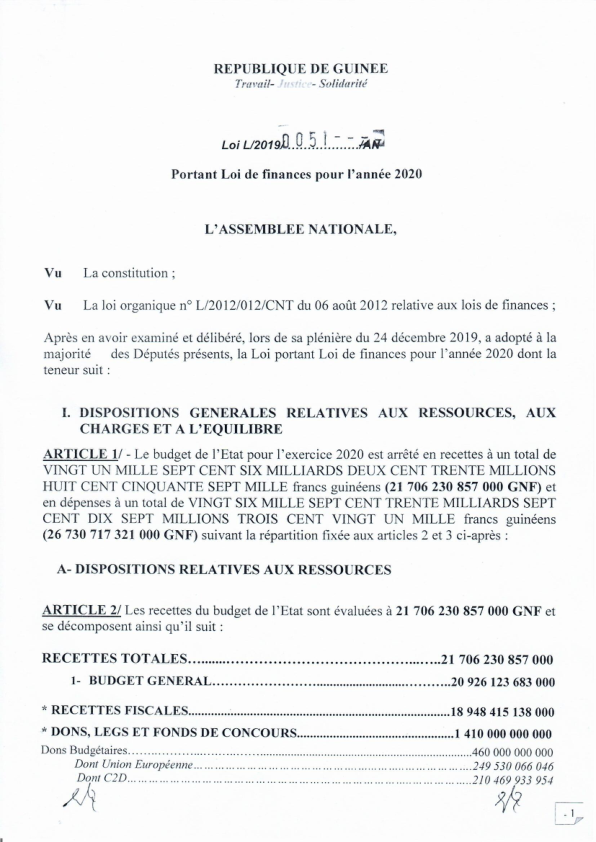 REPUBLIQUE DE GUINEE
Travail- Justice- Solidarité
Loi L/2019/0051/AN
Portant Loi de finances pour l'année 2020
L'ASSEMBLEE NATIONALE,
Vu La constitution ;
Vu La loi organique n° L/2012/012/CNT du 06 août 2012 relative aux lois de finances ;
Après en avoir examiné et délibéré, lors de sa plénière du 24 décembre 2019, a adopté à la
majorité des Députés présents, la Loi portant Loi de finances pour l'année 2020 dont la
teneur suit :
I. DISPOSITIONS GENERALES RELATIVES AUX RESSOURCES, AUX
CHARGES ET A L'EQUILIBRE
ARTICLE 1/ - Le budget de l'Etat pour l'exercice 2020 est arrêté en recettes à un total de
VINGT UN MILLE SEPT CENT SIX MILLIARDS DEUX CENT TRENTE MILLIONS
HUIT CENT CINQUANTE SEPT MILLE francs guinéens (21 706 230 857 000 GNF) et
en dépenses à un total de VINGT SIX MILLE SEPT CENT TRENTE MILLIARDS SEPT
CENT DIX SEPT MILLIONS TROIS CENT VINGT UN MILLE francs guinéens
(26 730 717 321 000 GNF) suivant la répartition fixée aux articles 2 et 3 ci-après :
A- DISPOSITIONS RELATIVES AUX RESSOURCES
ARTICLE 2/ Les recettes du budget de l'Etat sont évaluées à 21 706 230 857 000 GNF et
se décomposent ainsi qu'il suit :
RECETTES TOTALES.............................................21 706 230 857 000
1- BUDGET GENERAL.............................................20 926 123 683 000
* RECETTES FISCALES.............................................18 948 415 138 000
* DONS, LEGS ET FONDS DE CONCOURS.............................................1 410 000 000 000
Dons Budgétaires.............................................460 000 000 000
Dont Union Européenne.............................................249 530 066 046
Dont C2D.............................................210 469 933 954
- 1